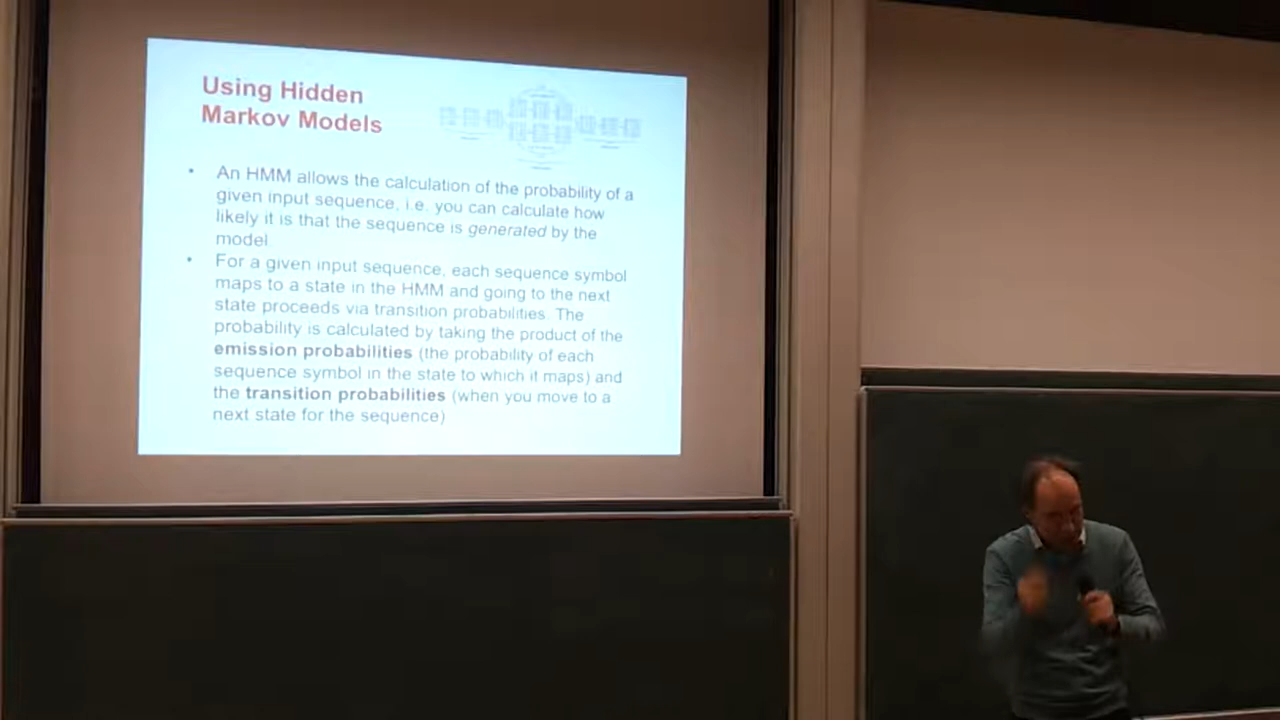 Using Hidden
Markov Models
• An HMM allows the calculation of the probability of a
given input sequence, i.e. you can calculate how
likely it is that the sequence is generated by the
model
• For a given input sequence, each sequence symbol
maps to a state in the HMM and going to the next
state proceeds via transition probabilities. The
probability is calculated by taking the product of the
emission probabilities (the probability of each
sequence symbol in the state to which it maps) and
the transition probabilities (when you move to a
next state for the sequence)